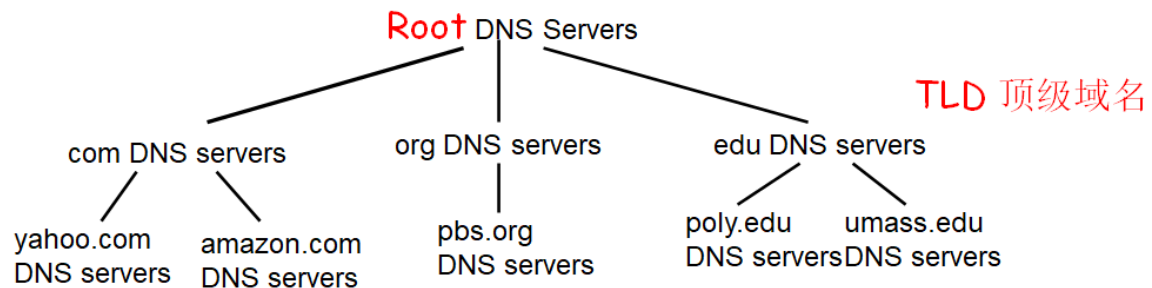 Root DNS Servers
TLD 顶级域名
com DNS servers
org DNS servers
edu DNS servers
yahoo.com
DNS servers
amazon.com
DNS servers
pbs.org
DNS servers
poly.edu
DNS servers
umass.edu
DNS servers